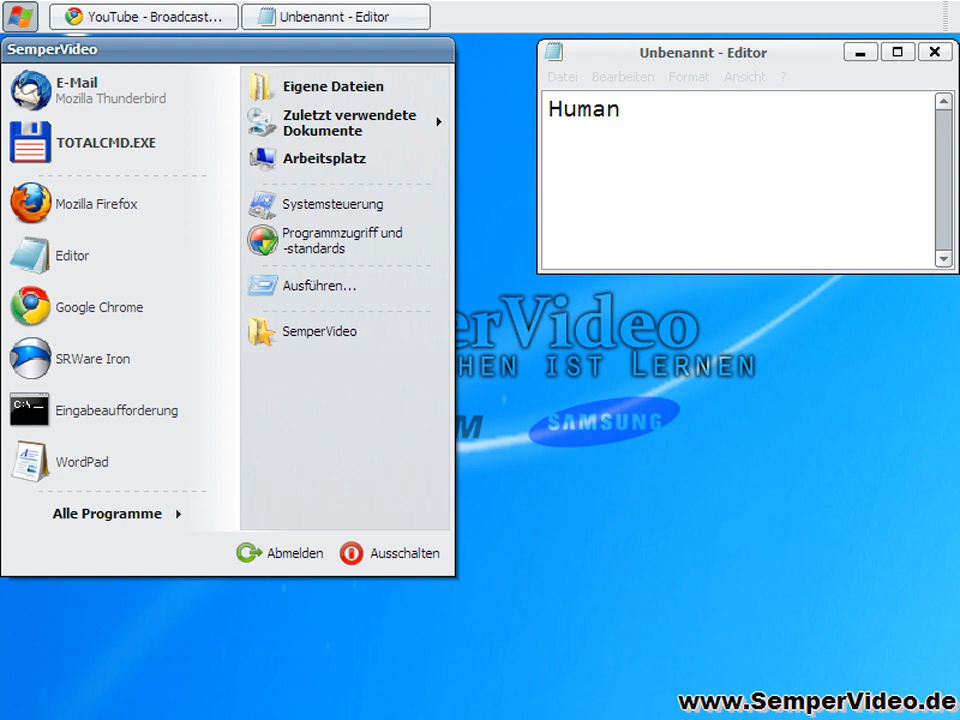 YouTube - Broadcast...
Unbenannt - Editor
SemperVideo
E-Mail
Mozilla Thunderbird
TOTALCMD.EXE
Mozilla Firefox
Editor
Google Chrome
SRWare Iron
C:\
Eingabeaufforderung
WordPad
Alle Programme
Eigene Dateien
Zuletzt verwendete
Dokumente
Arbeitsplatz
Systemsteuerung
Programmzugriff und
-standards
Ausführen...
SemperVideo
Abmelden
Ausschalten
Unbenannt - Editor
Datei Bearbeiten Format Ansicht ?
Human
erVideo
HEN IST LERNEN
M
SAMSUNG
www.SemperVideo.de